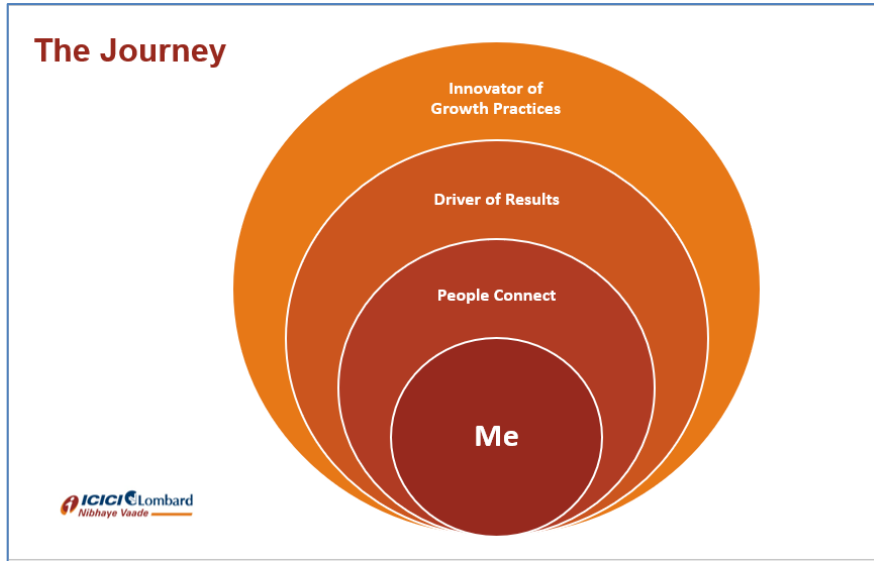 The Journey
Innovator of
Growth Practices
Driver of Results
People Connect
Me
ICICI Lombard
Nibhaye Vaade